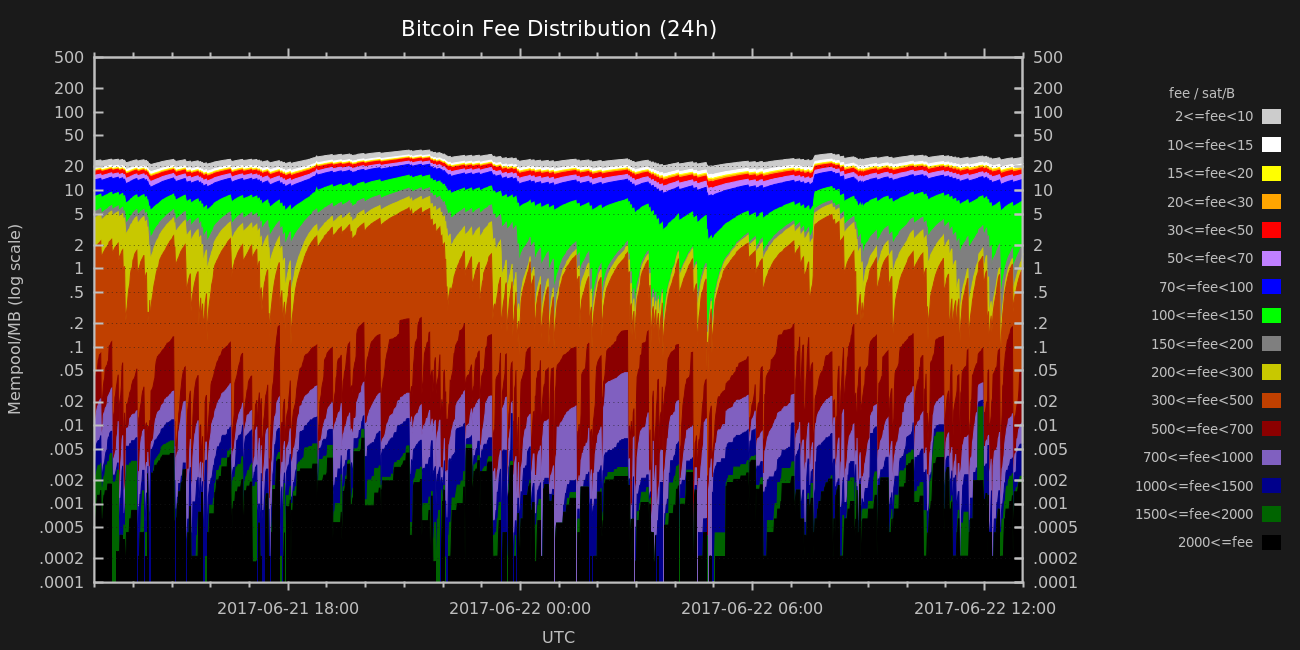 Bitcoin Fee Distribution (24h)
500
200
100
50
20
10
5
2
1
.5
.2
.1
.05
.02
.01
.005
.002
.001
.0005
.0002
.0001
Mempool/MB (log scale)
500
200
100
50
20
10
5
2
1
.5
.2
.1
.05
.02
.01
.005
.002
.001
.0005
.0002
.0001
2017-06-21 18:00
2017-06-22 00:00
2017-06-22 06:00
2017-06-22 12:00
UTC
fee / sat/B
2<=fee<10
10<=fee<15
15<=fee<20
20<=fee<30
30<=fee<50
50<=fee<70
70<=fee<100
100<=fee<150
150<=fee<200
200<=fee<300
300<=fee<500
500<=fee<700
700<=fee<1000
1000<=fee<1500
1500<=fee<2000
2000<=fee